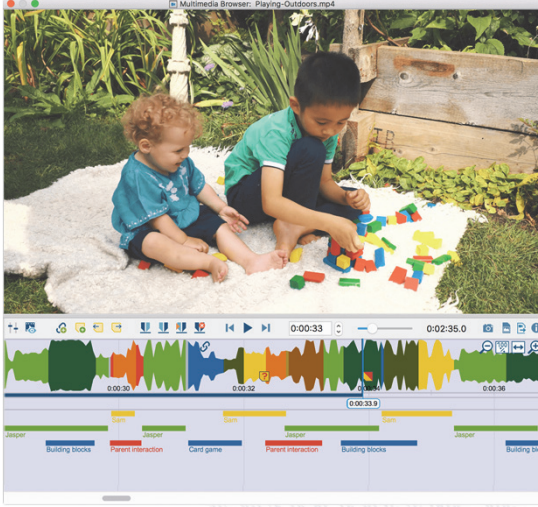 Multimedia Browser: Playing-Outdoors.mp4
0:00:33
0:02:35.0
0:00:30
0:00:32
0:00:34
0:00:36
0:00:33.9
Sam
Sam
Sam
Jasper
Jasper
Jasper
Jasper
Building blocks
Parent interaction
Card game
Parent interaction
Building blocks
Building bl